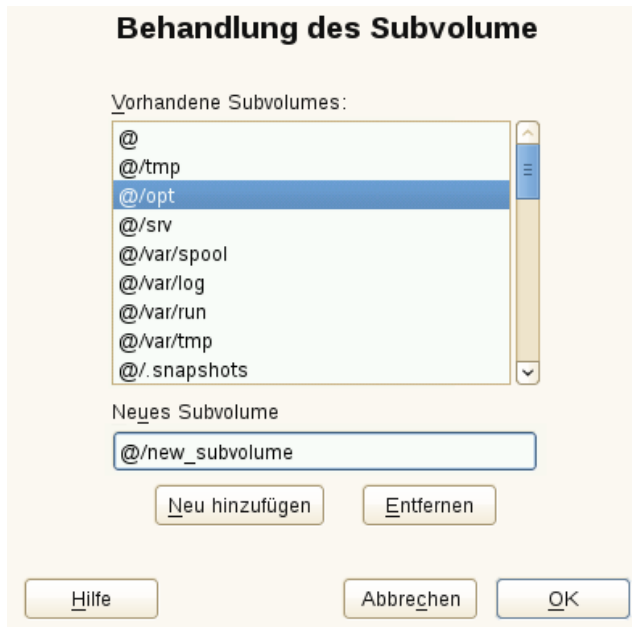 Behandlung des Subvolume
Vorhandene Subvolumes:
@
@/tmp
@/opt
@/srv
@/var/spool
@/var/log
@/var/run
@/var/tmp
@/.snapshots
Neues Subvolume
@/new_subvolume
Neu hinzufügen Entfernen
Hilfe Abbrechen OK